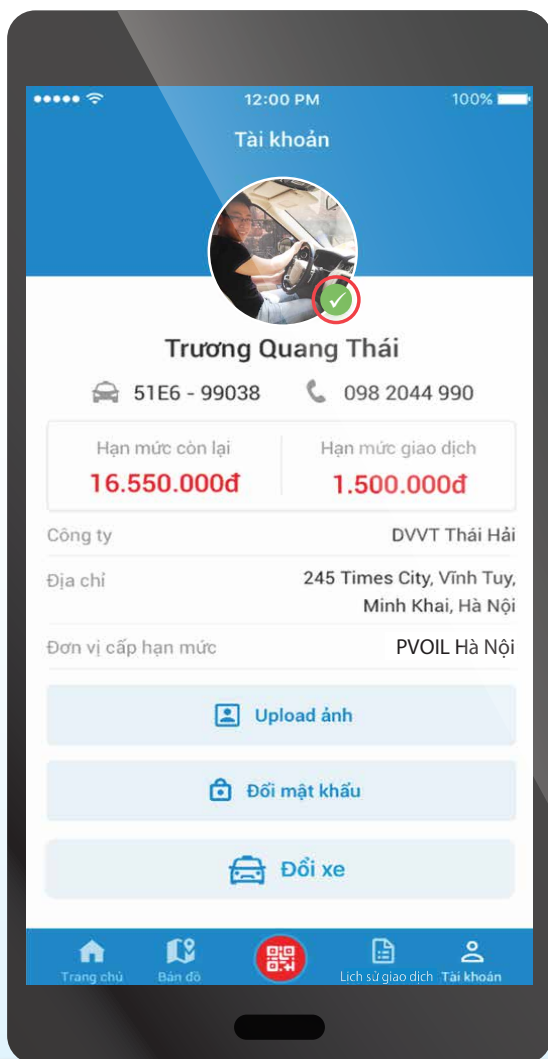 12:00 PM
100%
Tài khoản
Trương Quang Thái
51E6 - 99038
098 2044 990
Hạn mức còn lại
Hạn mức giao dịch
16.550.000đ
1.500.000đ
Công ty
DVVT Thái Hải
Địa chỉ
245 Times City, Vĩnh Tuy,
Minh Khai, Hà Nội
Đơn vị cấp hạn mức
PVOIL Hà Nội
Upload ảnh
Đổi mật khẩu
Đổi xe
Trang chủ
Bản đồ
Lịch sử giao dịch
Tài khoản